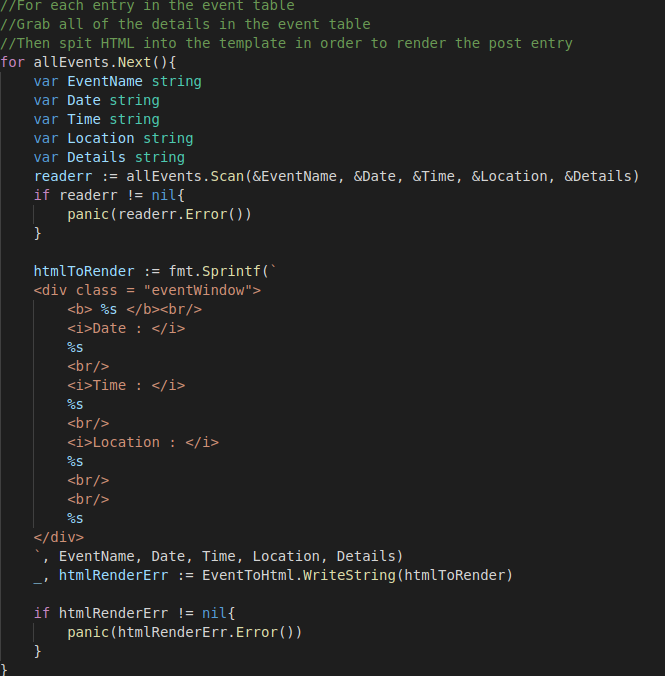 //For each entry in the event table
//Grab all of the details in the event table
//Then spit HTML into the template in order to render the post entry
for allEvents.Next(){
    var EventName string
    var Date string
    var Time string
    var Location string
    var Details string
    readerr := allEvents.Scan(&EventName, &Date, &Time, &Location, &Details)
    if readerr != nil{
        panic(readerr.Error())
    }

    htmlToRender := fmt.Sprintf(`
    <div class = "eventWindow">
        <b> %s </b><br/>
        <i>Date : </i>
        %s
        <br/>
        <i>Time : </i>
        %s
        <br/>
        <i>Location : </i>
        %s
        <br/>
        <br/>
        %s
    </div>
    `, EventName, Date, Time, Location, Details)
    _, htmlRenderErr := EventToHtml.WriteString(htmlToRender)

    if htmlRenderErr != nil{
        panic(htmlRenderErr.Error())
    }
}